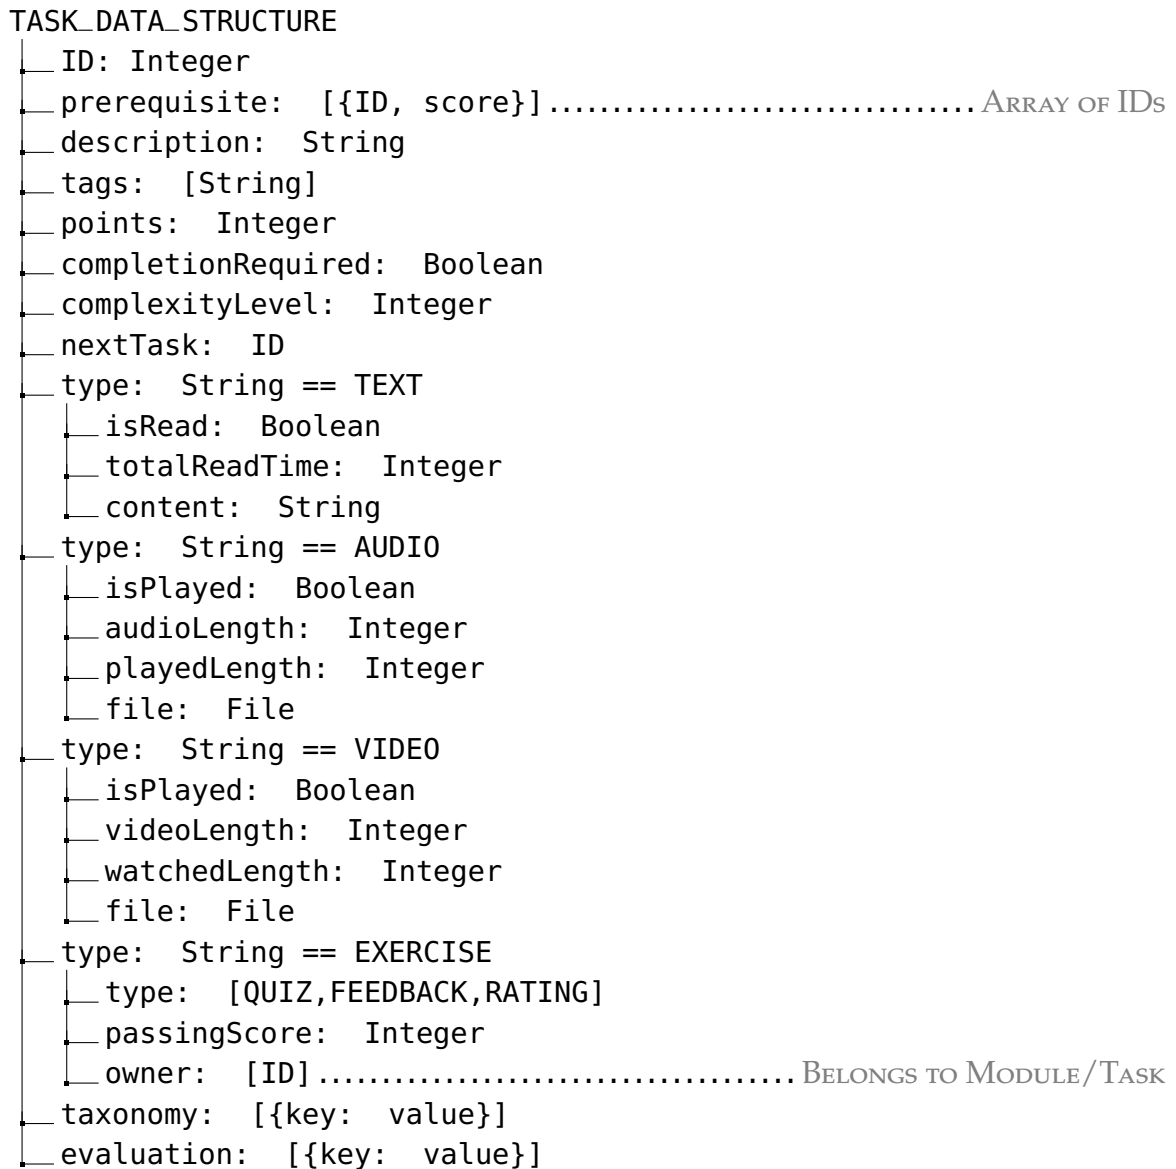 TASK_DATA_STRUCTURE
ID: Integer
prerequisite: [{ID, score}] .................................. Array of IDs
description: String
tags: [String]
points: Integer
completionRequired: Boolean
complexityLevel: Integer
nextTask: ID
type: String == TEXT
isRead: Boolean
totalReadTime: Integer
content: String
type: String == AUDIO
isPlayed: Boolean
audioLength: Integer
playedLength: Integer
file: File
type: String == VIDEO
isPlayed: Boolean
videoLength: Integer
watchedLength: Integer
file: File
type: String == EXERCISE
type: [QUIZ,FEEDBACK,RATING]
passingScore: Integer
owner: [ID] ...................................... Belongs to Module/Task
taxonomy: [{key: value}]
evaluation: [{key: value}]